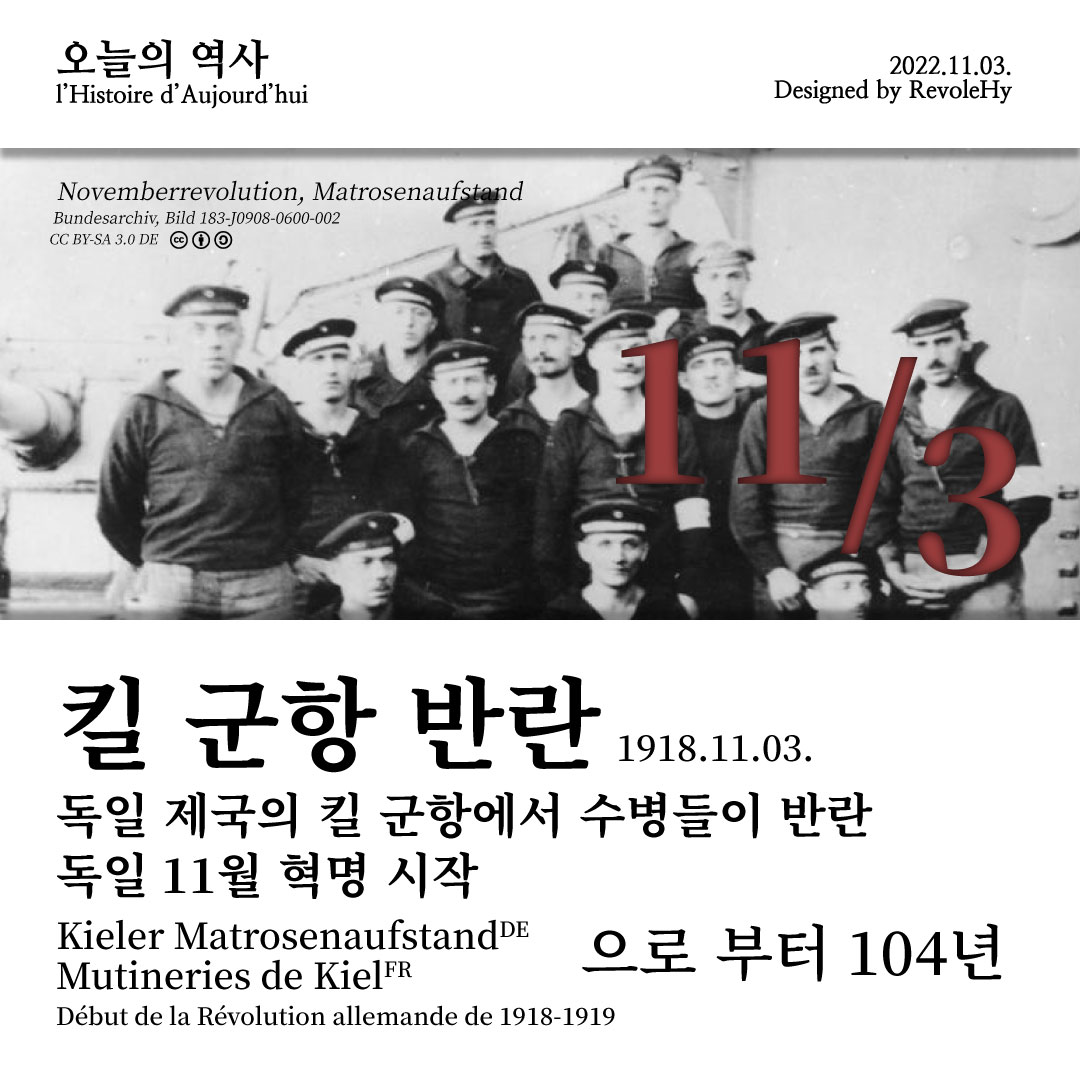 오늘의 역사
l'Histoire d'Aujourd'hui
2022.11.03.
Designed by RevoleHy
Novemberrevolution, Matrosenaufstand
Bundesarchiv, Bild 183-J0908-0600-002
CC BY-SA 3.0 DE
11/3
킬 군항 반란 1918.11.03.
독일 제국의 킬 군항에서 수병들이 반란
독일 11월 혁명 시작
Kieler Matrosenaufstand^DE
Mutineries de Kiel^FR
Début de la Révolution allemande de 1918-1919
으로 부터 104년